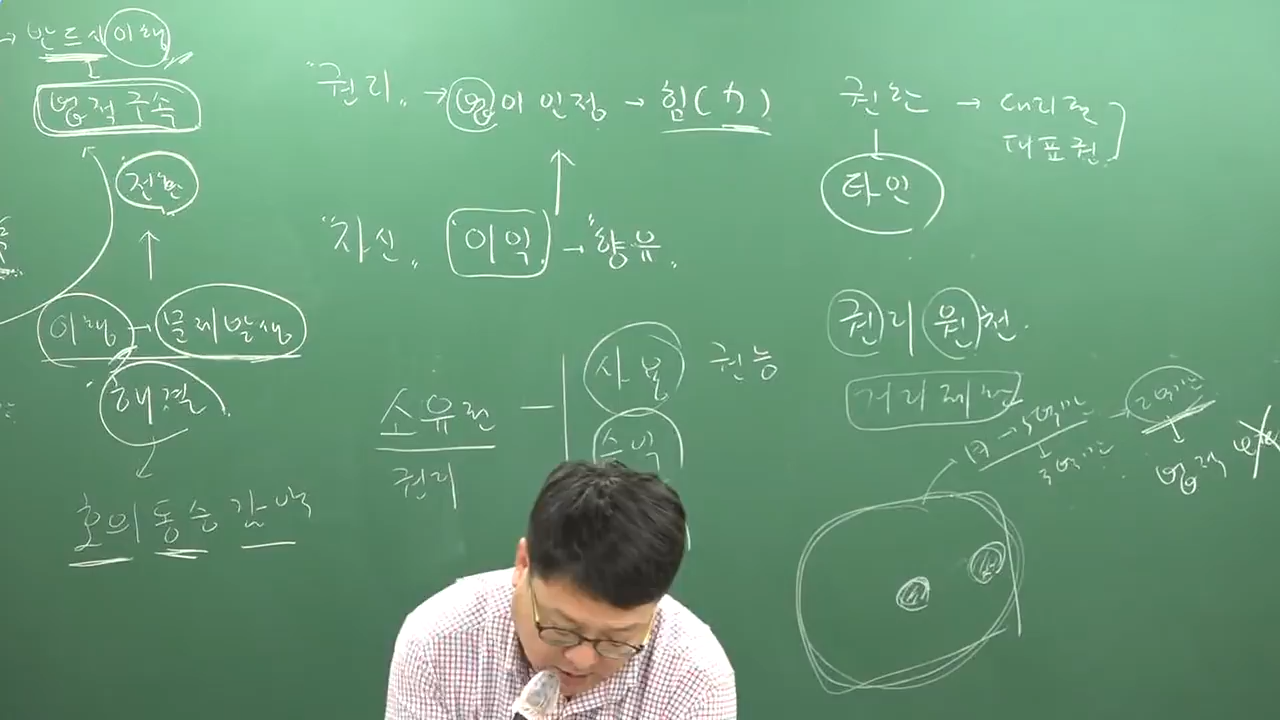 → 반드시 이행
법적 구속
전환
이행 → 문제발생
해결
호의 동승 감액
"권리" → 법이 인정 → 힘(力)
"자신" "이익" → "향유"
소유권
권리
사용 권능
수익
권한 → 대리권
대표권
타인
권리 원천
거리제한
법적